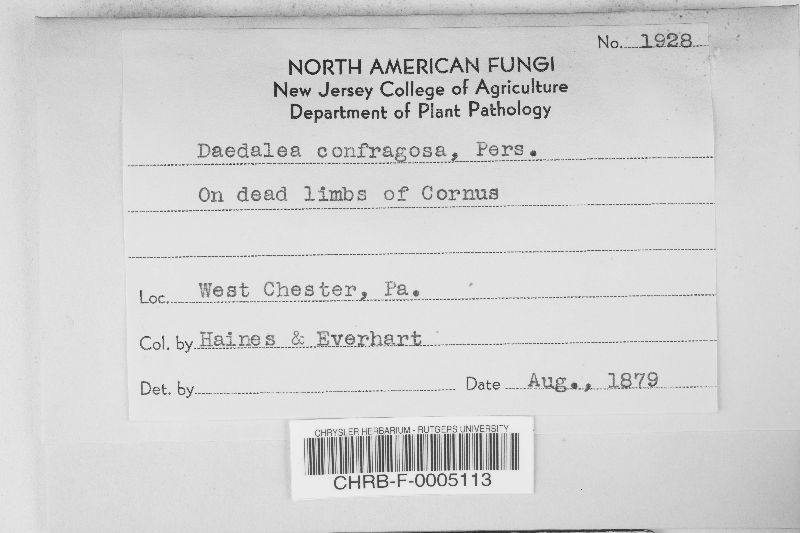 No. 1928
NORTH AMERICAN FUNGI
New Jersey College of Agriculture
Department of Plant Pathology
Daedalea confragosa, Pers.
On dead limbs of Cornus
Loc. West Chester, Pa.
Col. by Haines & Everhart
Det. by Date Aug., 1879
CHRYSLER HERBARIUM - RUTGERS UNIVERSITY
CHRB-F-0005113